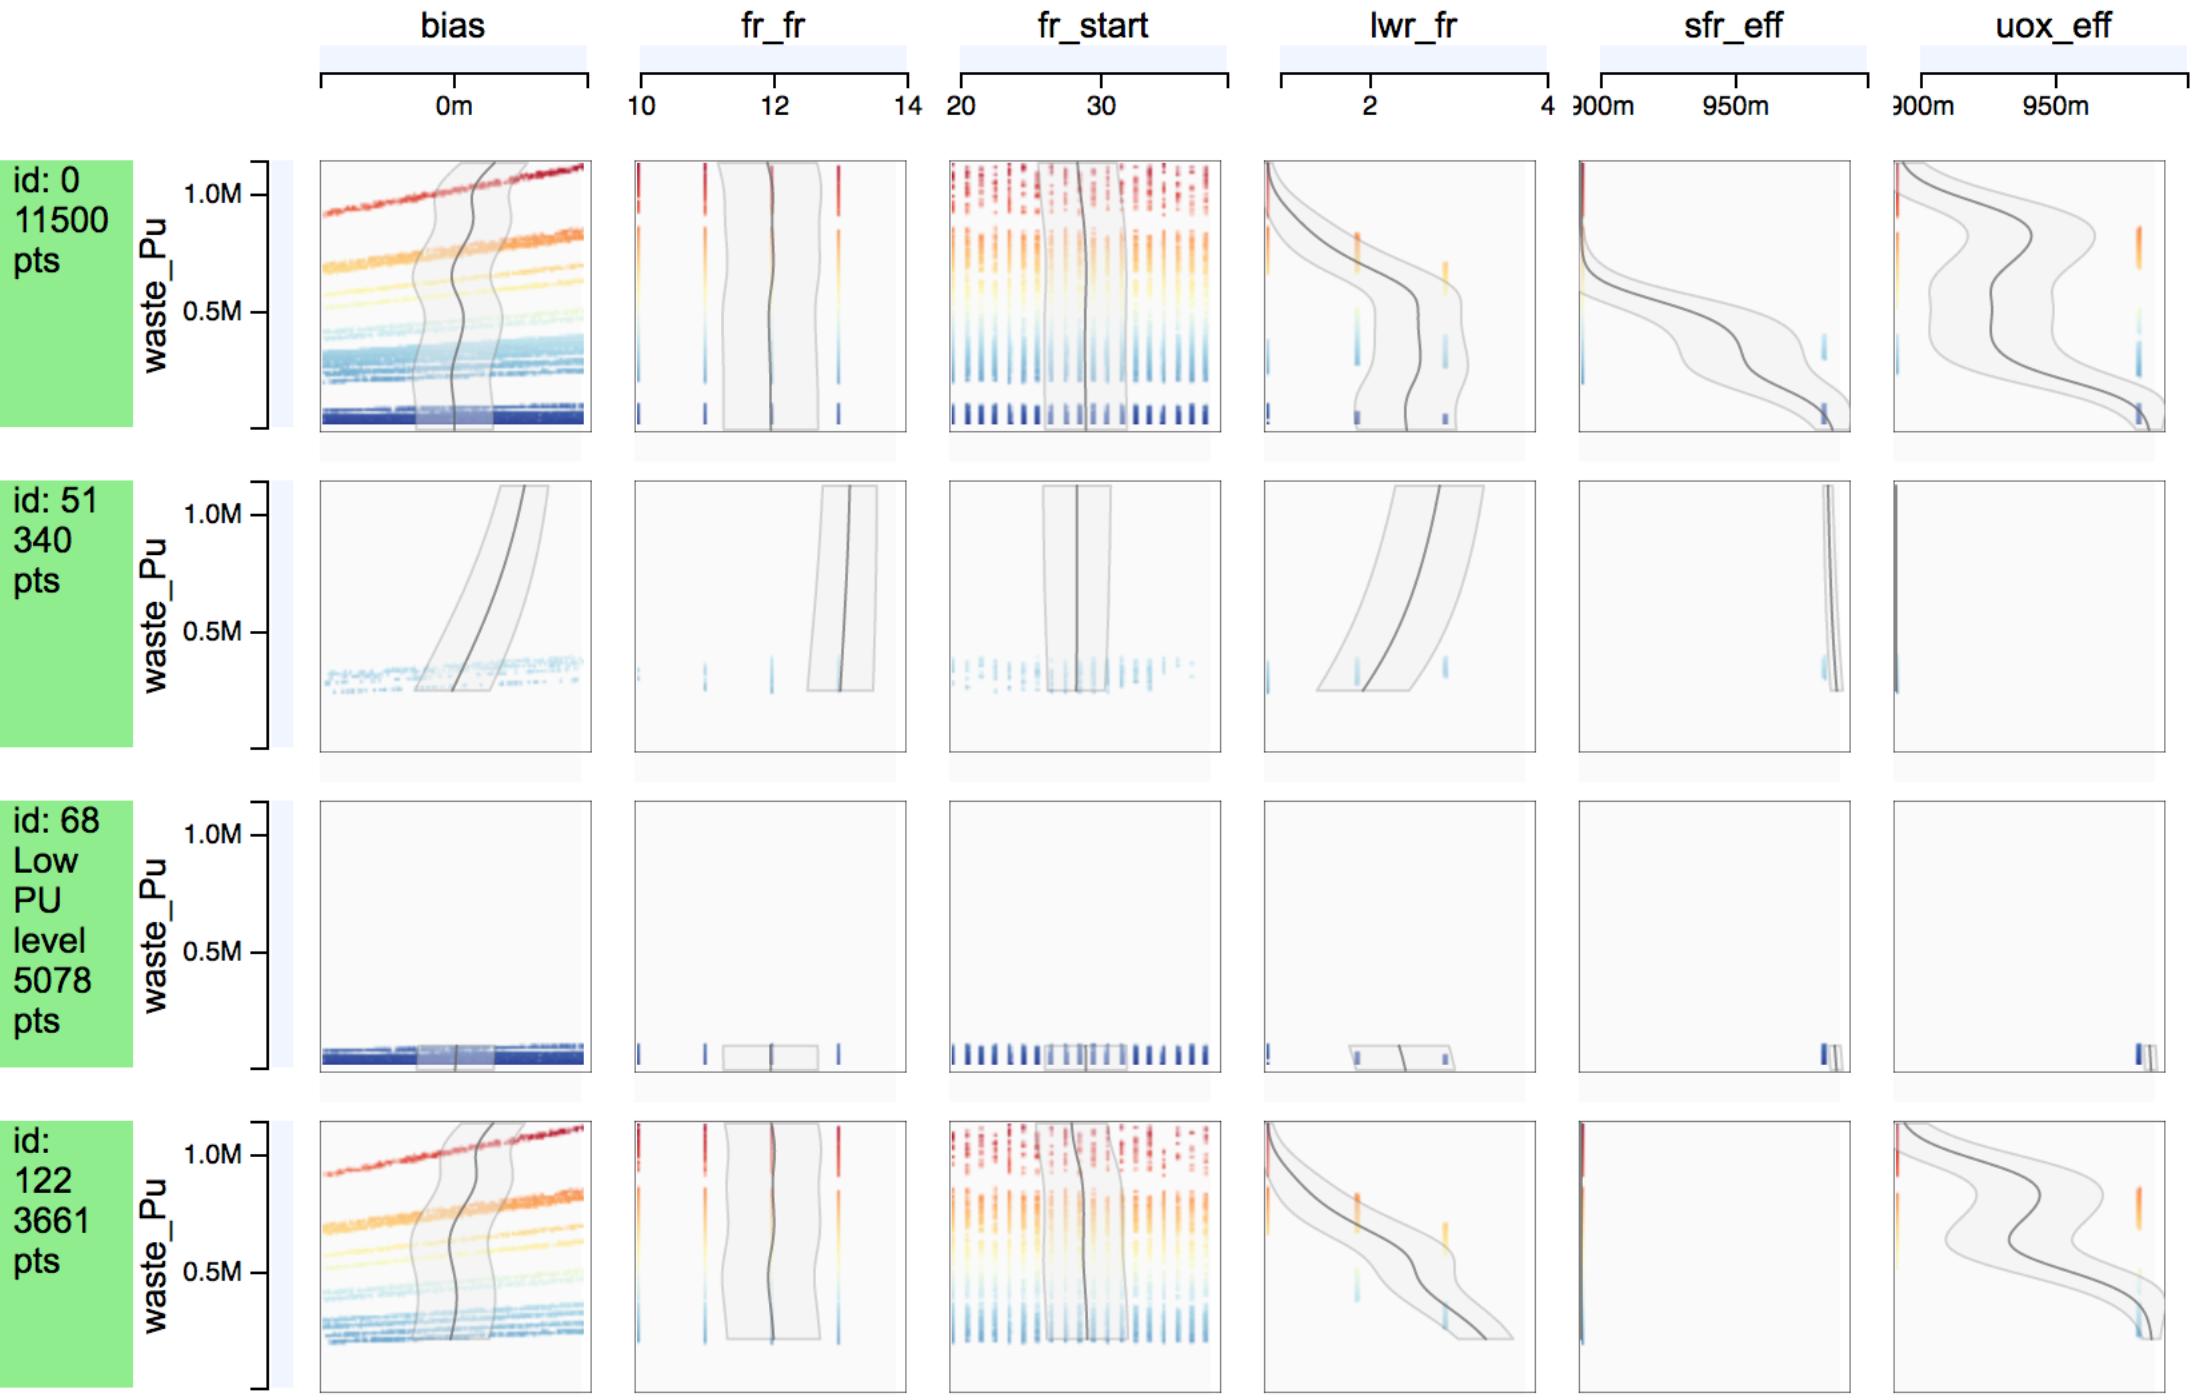 bias fr_fr fr_start lwr_fr sfr_eff uox_eff
0m 10 12 14 20 30 2 4 900m 950m 900m 950m
id: 0
11500
pts
waste_Pu
1.0M
0.5M
id: 51
340
pts
waste_Pu
1.0M
0.5M
id: 68
Low
PU
level
5078
pts
waste_Pu
1.0M
0.5M
id:
122
3661
pts
waste_Pu
1.0M
0.5M